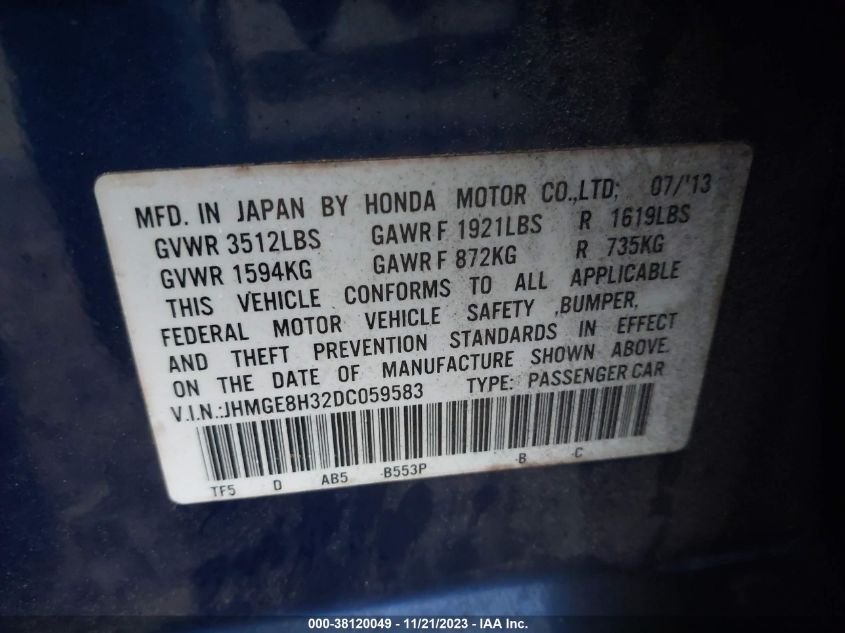 MFD. IN JAPAN BY HONDA MOTOR CO.,LTD; 07/'13
GVWR 3512LBS GAWR F 1921LBS R 1619LBS
GVWR 1594KG GAWR F 872KG R 735KG
THIS VEHICLE CONFORMS TO ALL APPLICABLE
FEDERAL MOTOR VEHICLE SAFETY ,BUMPER,
AND THEFT PREVENTION STANDARDS IN EFFECT
ON THE DATE OF MANUFACTURE SHOWN ABOVE.
V.I.N.:JHMGE8H32DC059583 TYPE: PASSENGER CAR
TF5 D AB5 -B553P -B -C
000-38120049 — 11/21/2023 — IAA Inc.